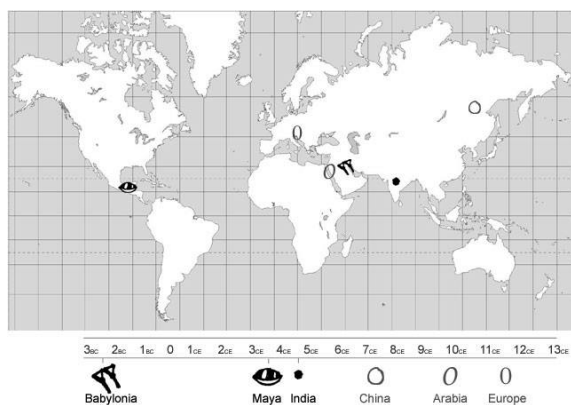 3BC 2BC 1BC 0 1CE 2CE 3CE 4CE 5CE 6CE 7CE 8CE 9CE 10CE 11CE 12CE 13CE
Babylonia Maya India China Arabia Europe